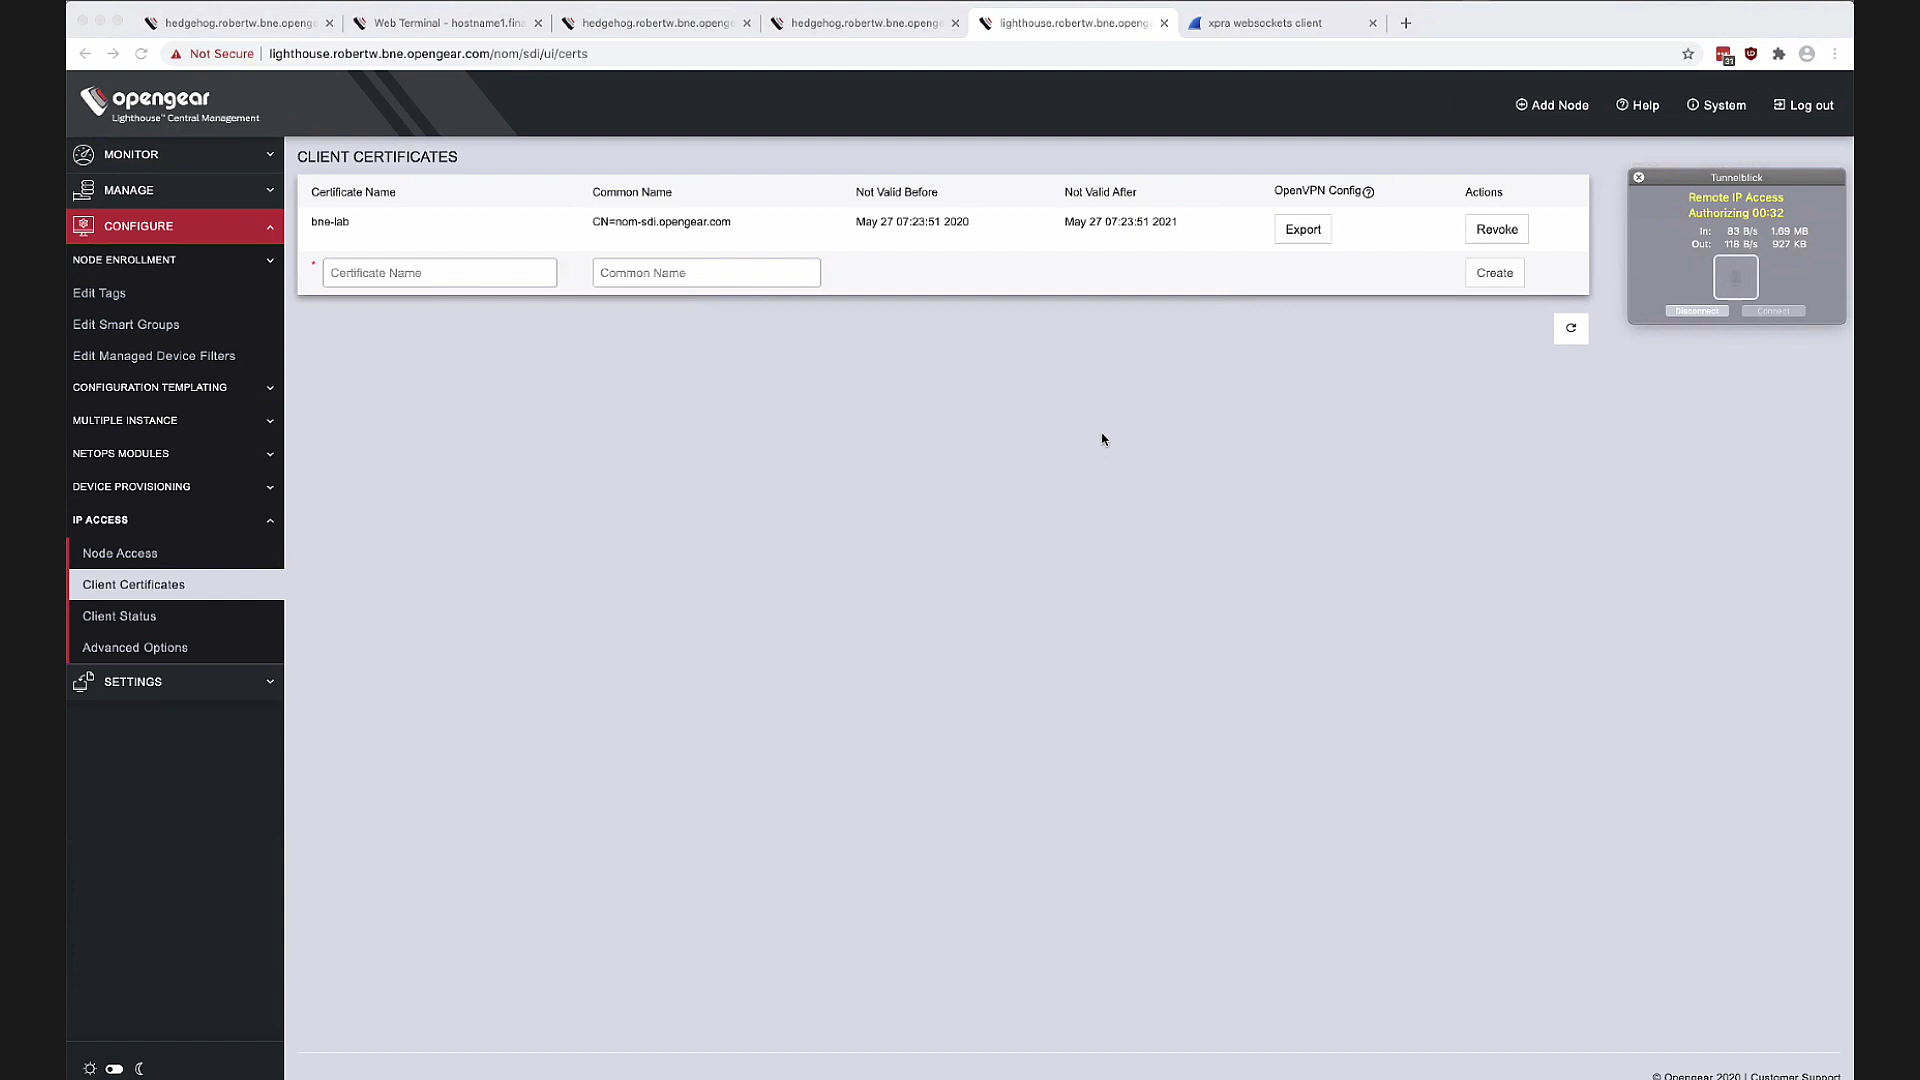 hedgehog.robertw.bne.openge
Web Terminal - hostname1.fina
hedgehog.robertw.bne.openge
hedgehog.robertw.bne.openge
lighthouse.robertw.bne.openg
xpra websockets client
Not Secure
lighthouse.robertw.bne.opengear.com/nom/sdi/ui/certs
31
opengear
Lighthouse™ Central Management
Add Node
Help
System
Log out
MONITOR
MANAGE
CONFIGURE
NODE ENROLLMENT
Edit Tags
Edit Smart Groups
Edit Managed Device Filters
CONFIGURATION TEMPLATING
MULTIPLE INSTANCE
NETOPS MODULES
DEVICE PROVISIONING
IP ACCESS
Node Access
Client Certificates
Client Status
Advanced Options
SETTINGS
CLIENT CERTIFICATES
Certificate Name Common Name Not Valid Before Not Valid After OpenVPN Config Actions
bne-lab CN=nom-sdi.opengear.com May 27 07:23:51 2020 May 27 07:23:51 2021 Export Revoke
* Certificate Name Common Name Create
Tunnelblick
Remote IP Access
Authorizing 00:32
In: 83 B/s 1.69 MB
Out: 118 B/s 927 KB
Disconnect Connect
© Opengear 2020 | Customer Support